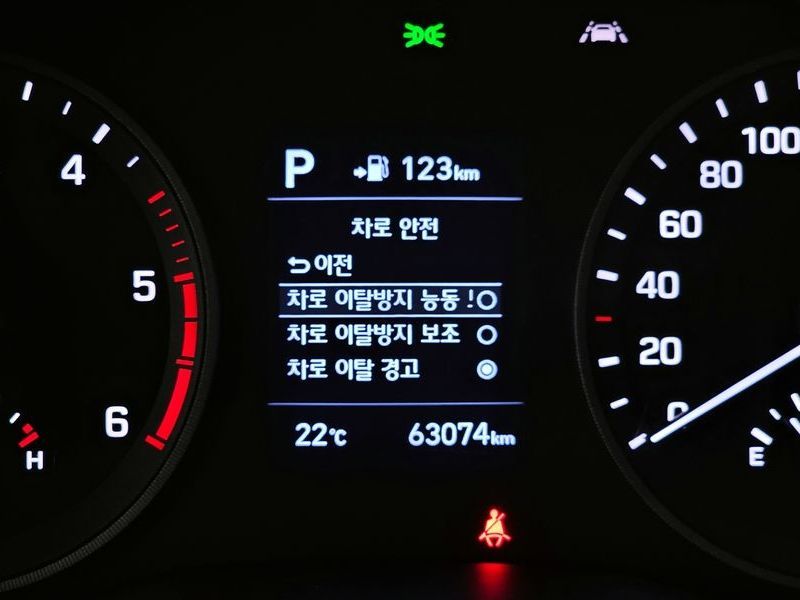 P 123km
차로 안전
이전
차로 이탈방지 능동 !
차로 이탈방지 보조
차로 이탈 경고
22℃ 63074km
4
5
6
H
100
80
60
40
20
0
E